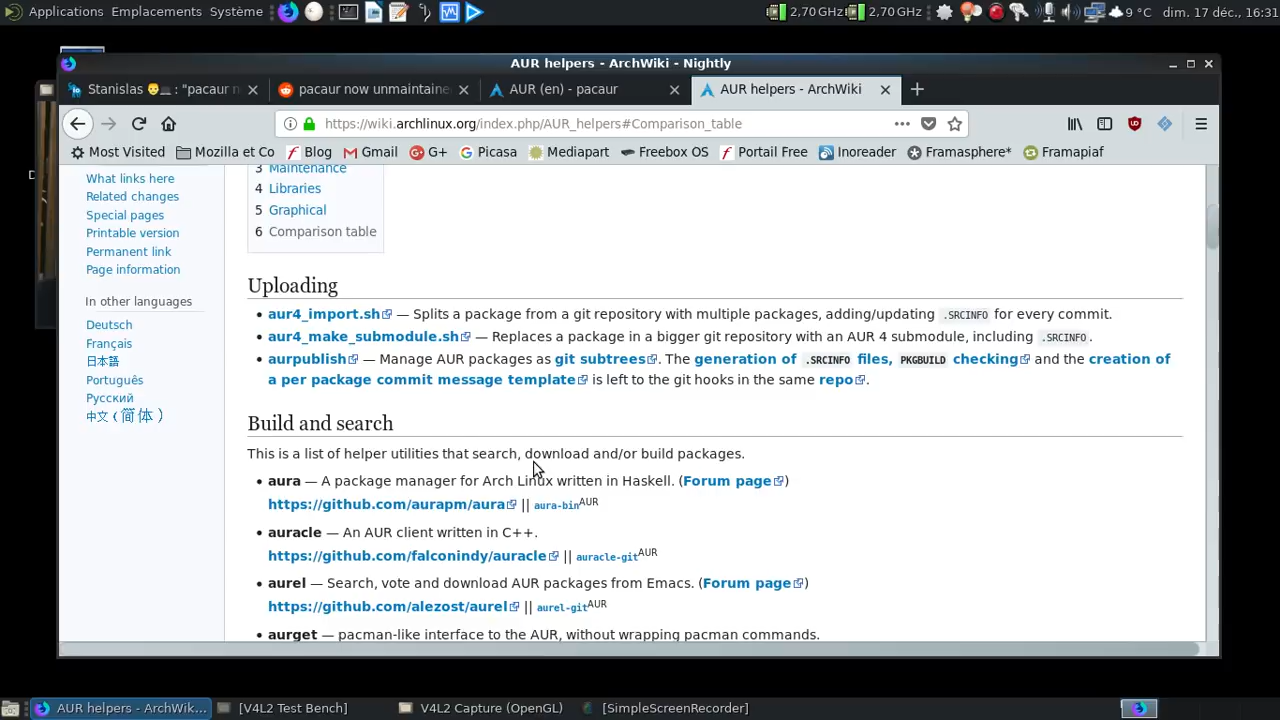 Applications Emplacements Système
2,70 GHz 2,70 GHz
9 °C dim. 17 déc., 16:31
AUR helpers - ArchWiki - Nightly
Stanislas : "pacaur n
pacaur now unmaintaine
AUR (en) - pacaur
AUR helpers - ArchWiki
https://wiki.archlinux.org/index.php/AUR_helpers#Comparison_table
Most Visited Mozilla et Co Blog Gmail G+ Picasa Mediapart Freebox OS Portail Free Inoreader Framasphere* Framapiaf
What links here
Related changes
Special pages
Printable version
Permanent link
Page information
In other languages
Deutsch
Français
日本語
Português
Русский
中文（简体）
3 Maintenance
4 Libraries
5 Graphical
6 Comparison table
Uploading
aur4_import.sh — Splits a package from a git repository with multiple packages, adding/updating .SRCINFO for every commit.
aur4_make_submodule.sh — Replaces a package in a bigger git repository with an AUR 4 submodule, including .SRCINFO.
aurpublish — Manage AUR packages as git subtrees. The generation of .SRCINFO files, PKGBUILD checking and the creation of
a per package commit message template is left to the git hooks in the same repo.
Build and search
This is a list of helper utilities that search, download and/or build packages.
aura — A package manager for Arch Linux written in Haskell. (Forum page)
https://github.com/aurapm/aura || aura-binAUR
auracle — An AUR client written in C++.
https://github.com/falconindy/auracle || auracle-gitAUR
aurel — Search, vote and download AUR packages from Emacs. (Forum page)
https://github.com/alezost/aurel || aurel-gitAUR
aurget — pacman-like interface to the AUR, without wrapping pacman commands.
AUR helpers - ArchWik... [V4L2 Test Bench] V4L2 Capture (OpenGL) [SimpleScreenRecorder]